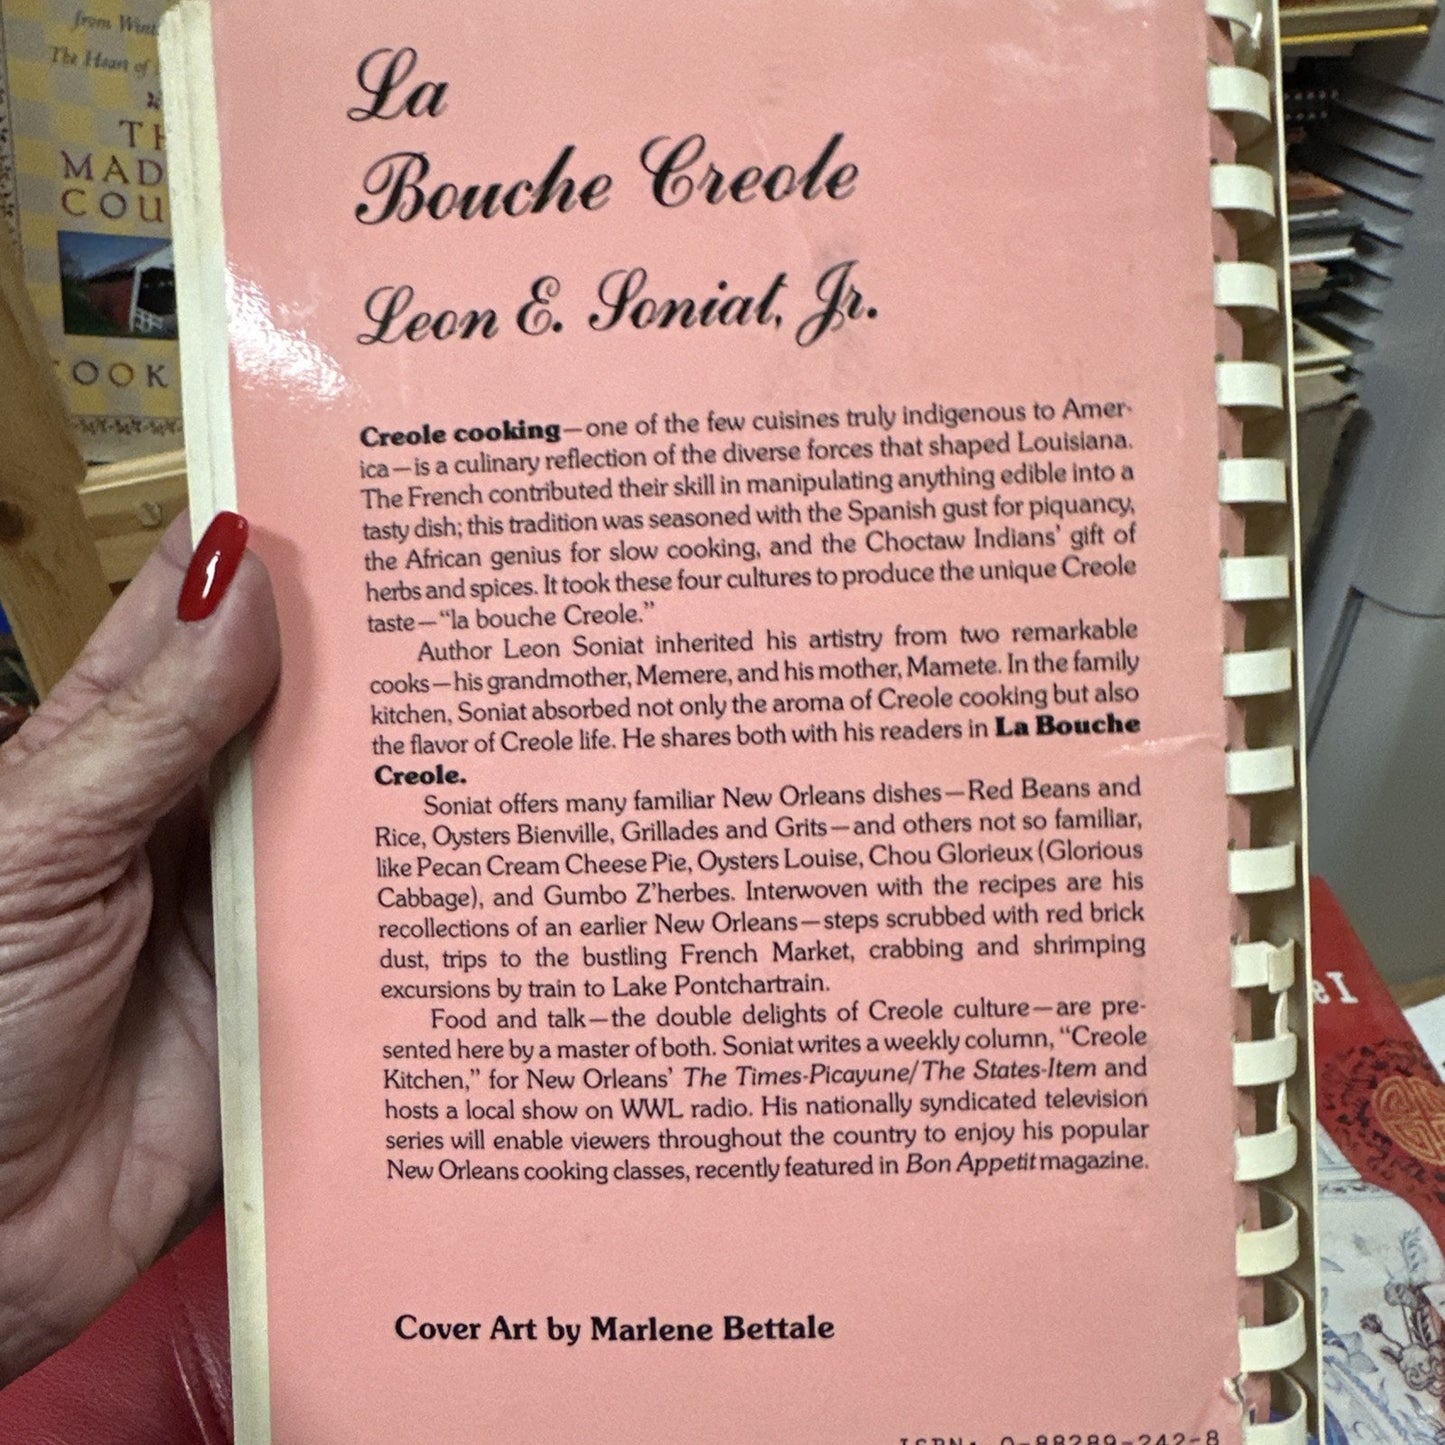 from
The Heart of
MAD
COU
OOK
La
Bouche Creole
Leon E. Soniat, Jr.
Creole cooking—one of the few cuisines truly indigenous to Amer-
ica—is a culinary reflection of the diverse forces that shaped Louisiana.
The French contributed their skill in manipulating anything edible into a
tasty dish; this tradition was seasoned with the Spanish gust for piquancy,
the African genius for slow cooking, and the Choctaw Indians' gift of
herbs and spices. It took these four cultures to produce the unique Creole
taste—"la bouche Creole."
Author Leon Soniat inherited his artistry from two remarkable
cooks—his grandmother, Memere, and his mother, Mamete. In the family
kitchen, Soniat absorbed not only the aroma of Creole cooking but also
the flavor of Creole life. He shares both with his readers in La Bouche
Creole.
Soniat offers many familiar New Orleans dishes—Red Beans and
Rice, Oysters Bienville, Grillades and Grits—and others not so familiar,
like Pecan Cream Cheese Pie, Oysters Louise, Chou Glorieux (Glorious
Cabbage), and Gumbo Z'herbes. Interwoven with the recipes are his
recollections of an earlier New Orleans—steps scrubbed with red brick
dust, trips to the bustling French Market, crabbing and shrimping
excursions by train to Lake Pontchartrain.
Food and talk—the double delights of Creole culture—are pre-
sented here by a master of both. Soniat writes a weekly column, "Creole
Kitchen," for New Orleans' The Times-Picayune/The States-Item and
hosts a local show on WWL radio. His nationally syndicated television
series will enable viewers throughout the country to enjoy his popular
New Orleans cooking classes, recently featured in Bon Appetit magazine.
Cover Art by Marlene Bettale
ISBN: 0-88289-242-8